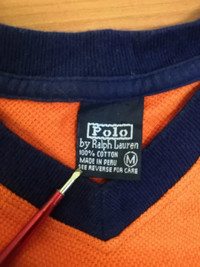 Polo
by Ralph Lauren
100% COTTON
MADE IN PERU M
SEE REVERSE FOR CARE